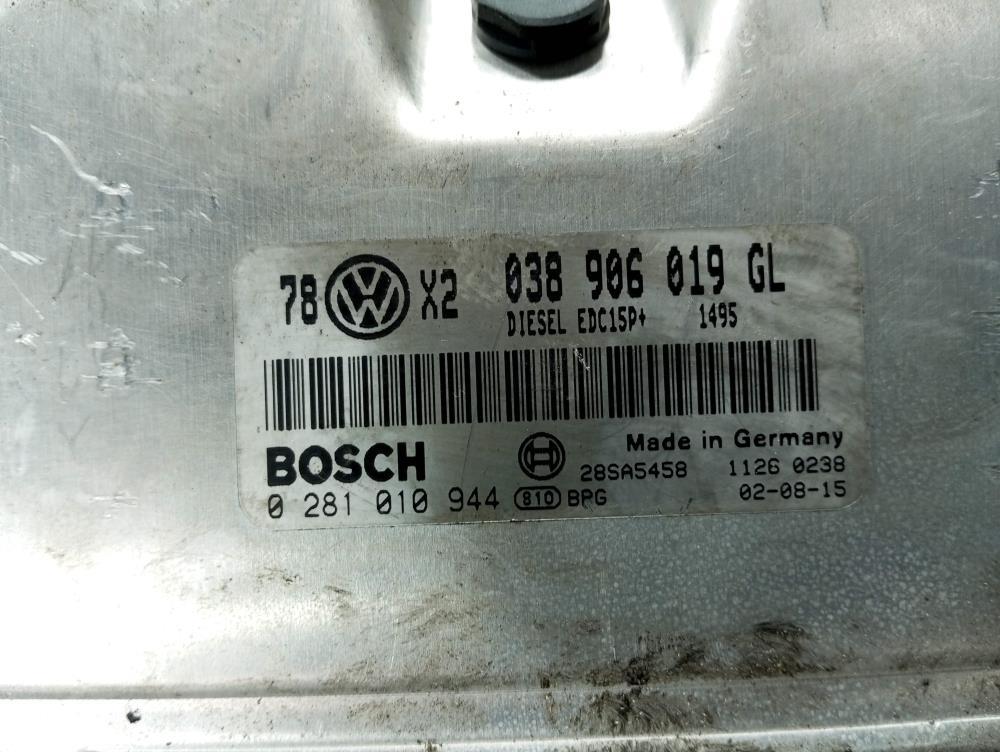 78 VW X2 038 906 019 GL
DIESEL EDC15P+ 1495
BOSCH Made in Germany
28SA5458 1126 0238
0 281 010 944 810 BPG 02-08-15